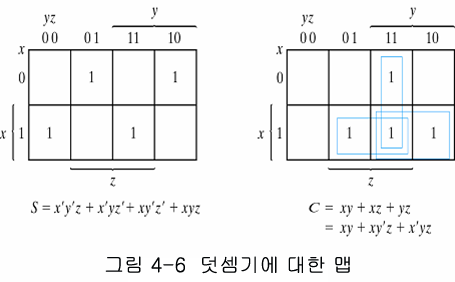 y y
yz yz
00 01 11 10 00 01 11 10
x x
0 1 1 0 1
x 1 1 1 x 1 1 1 1
z z
S = x'y'z + x'yz' + xy'z' + xyz C = xy + xz + yz
= xy + xy'z + x'yz
그림 4-6 덧셈기에 대한 맵